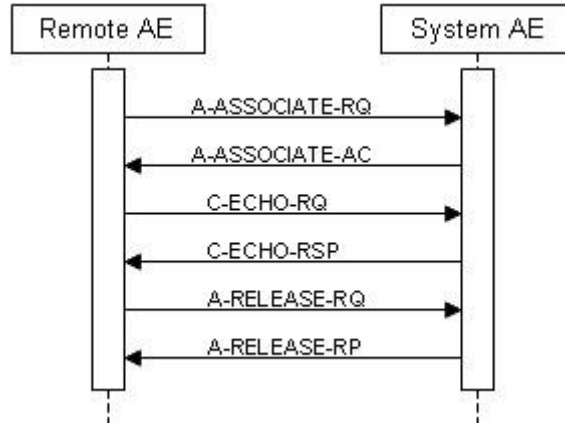 Remote AE
System AE
A-ASSOCIATE-RQ
A-ASSOCIATE-AC
C-ECHO-RQ
C-ECHO-RSP
A-RELEASE-RQ
A-RELEASE-RP